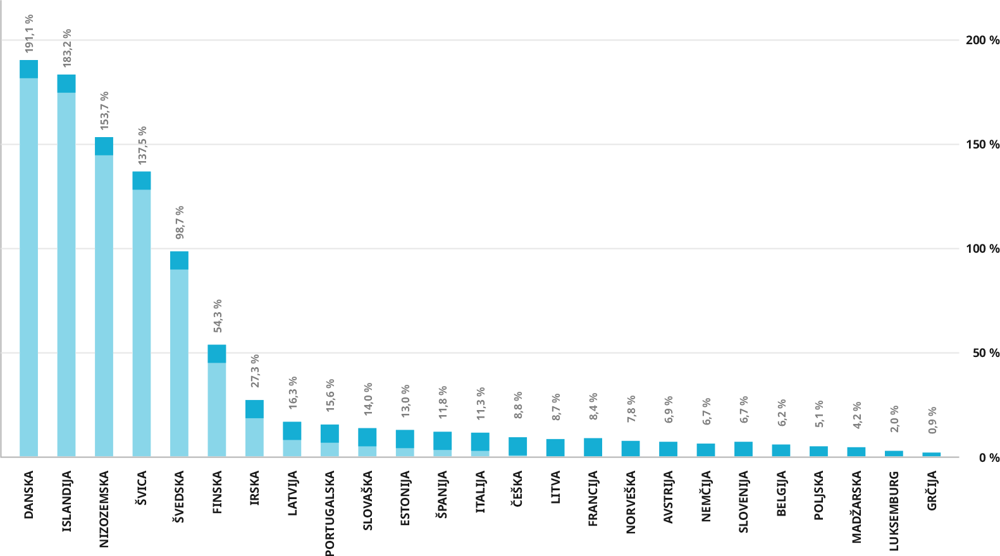 191,1 %
183,2 %
153,7 %
137,5 %
98,7 %
54,3 %
27,3 %
16,3 %
15,6 %
14,0 %
13,0 %
11,8 %
11,3 %
8,8 %
8,7 %
8,4 %
7,8 %
6,9 %
6,7 %
6,7 %
6,2 %
5,1 %
4,2 %
2,0 %
0,9 %
200 %
150 %
100 %
50 %
0 %
DANSKA
ISLANDIJA
NIZOZEMSKA
ŠVICA
ŠVEDSKA
FINSKA
IRSKA
LATVIJA
PORTUGALSKA
SLOVAŠKA
ESTONIJA
ŠPANIJA
ITALIJA
ČEŠKA
LITVA
FRANCIJA
NORVEŠKA
AVSTRIJA
NEMČIJA
SLOVENIJA
BELGIJA
POLJSKA
MADŽARSKA
LUKSEMBURG
GRČIJA